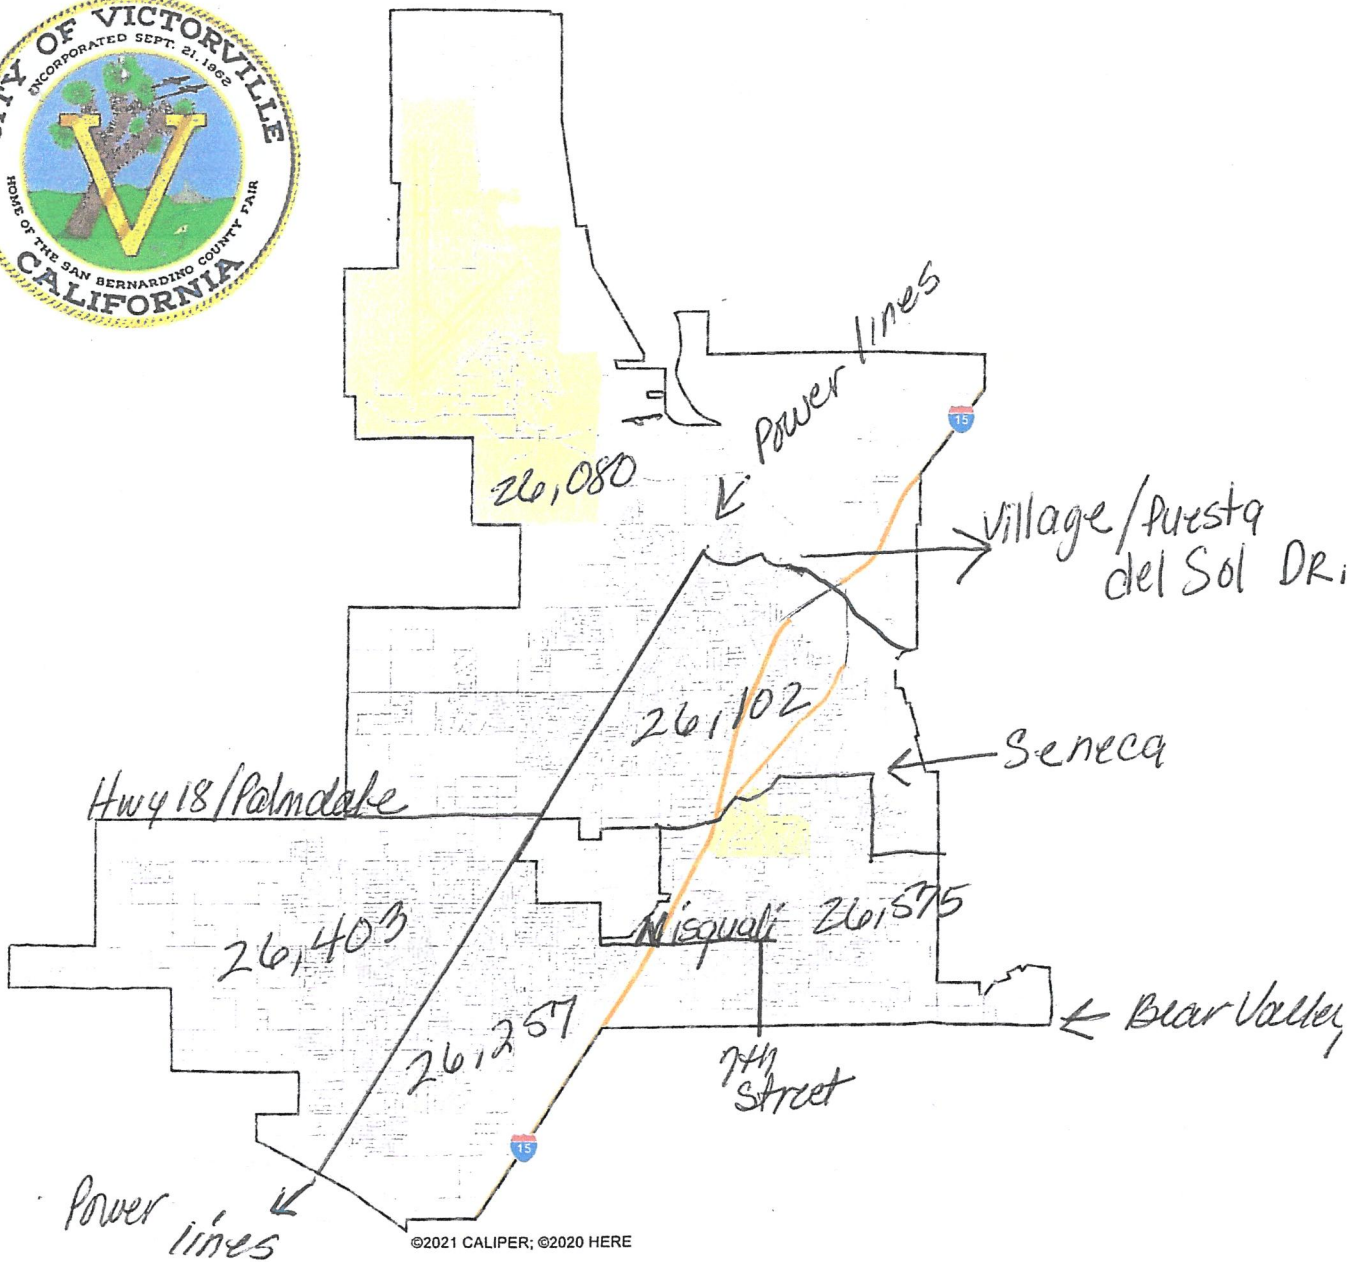 CITY OF VICTORVILLE
INCORPORATED SEPT. 21, 1962
HOME OF THE SAN BERNARDINO COUNTY FAIR
CALIFORNIA
Power lines
15
26,080
Village/Puesta
del Sol DR.
26,102
Seneca
Hwy 18/Palmdale
26,403
Nisquali
26,575
26,257
Bear Valley
7th
Street
15
Power
lines
©2021 CALIPER; ©2020 HERE